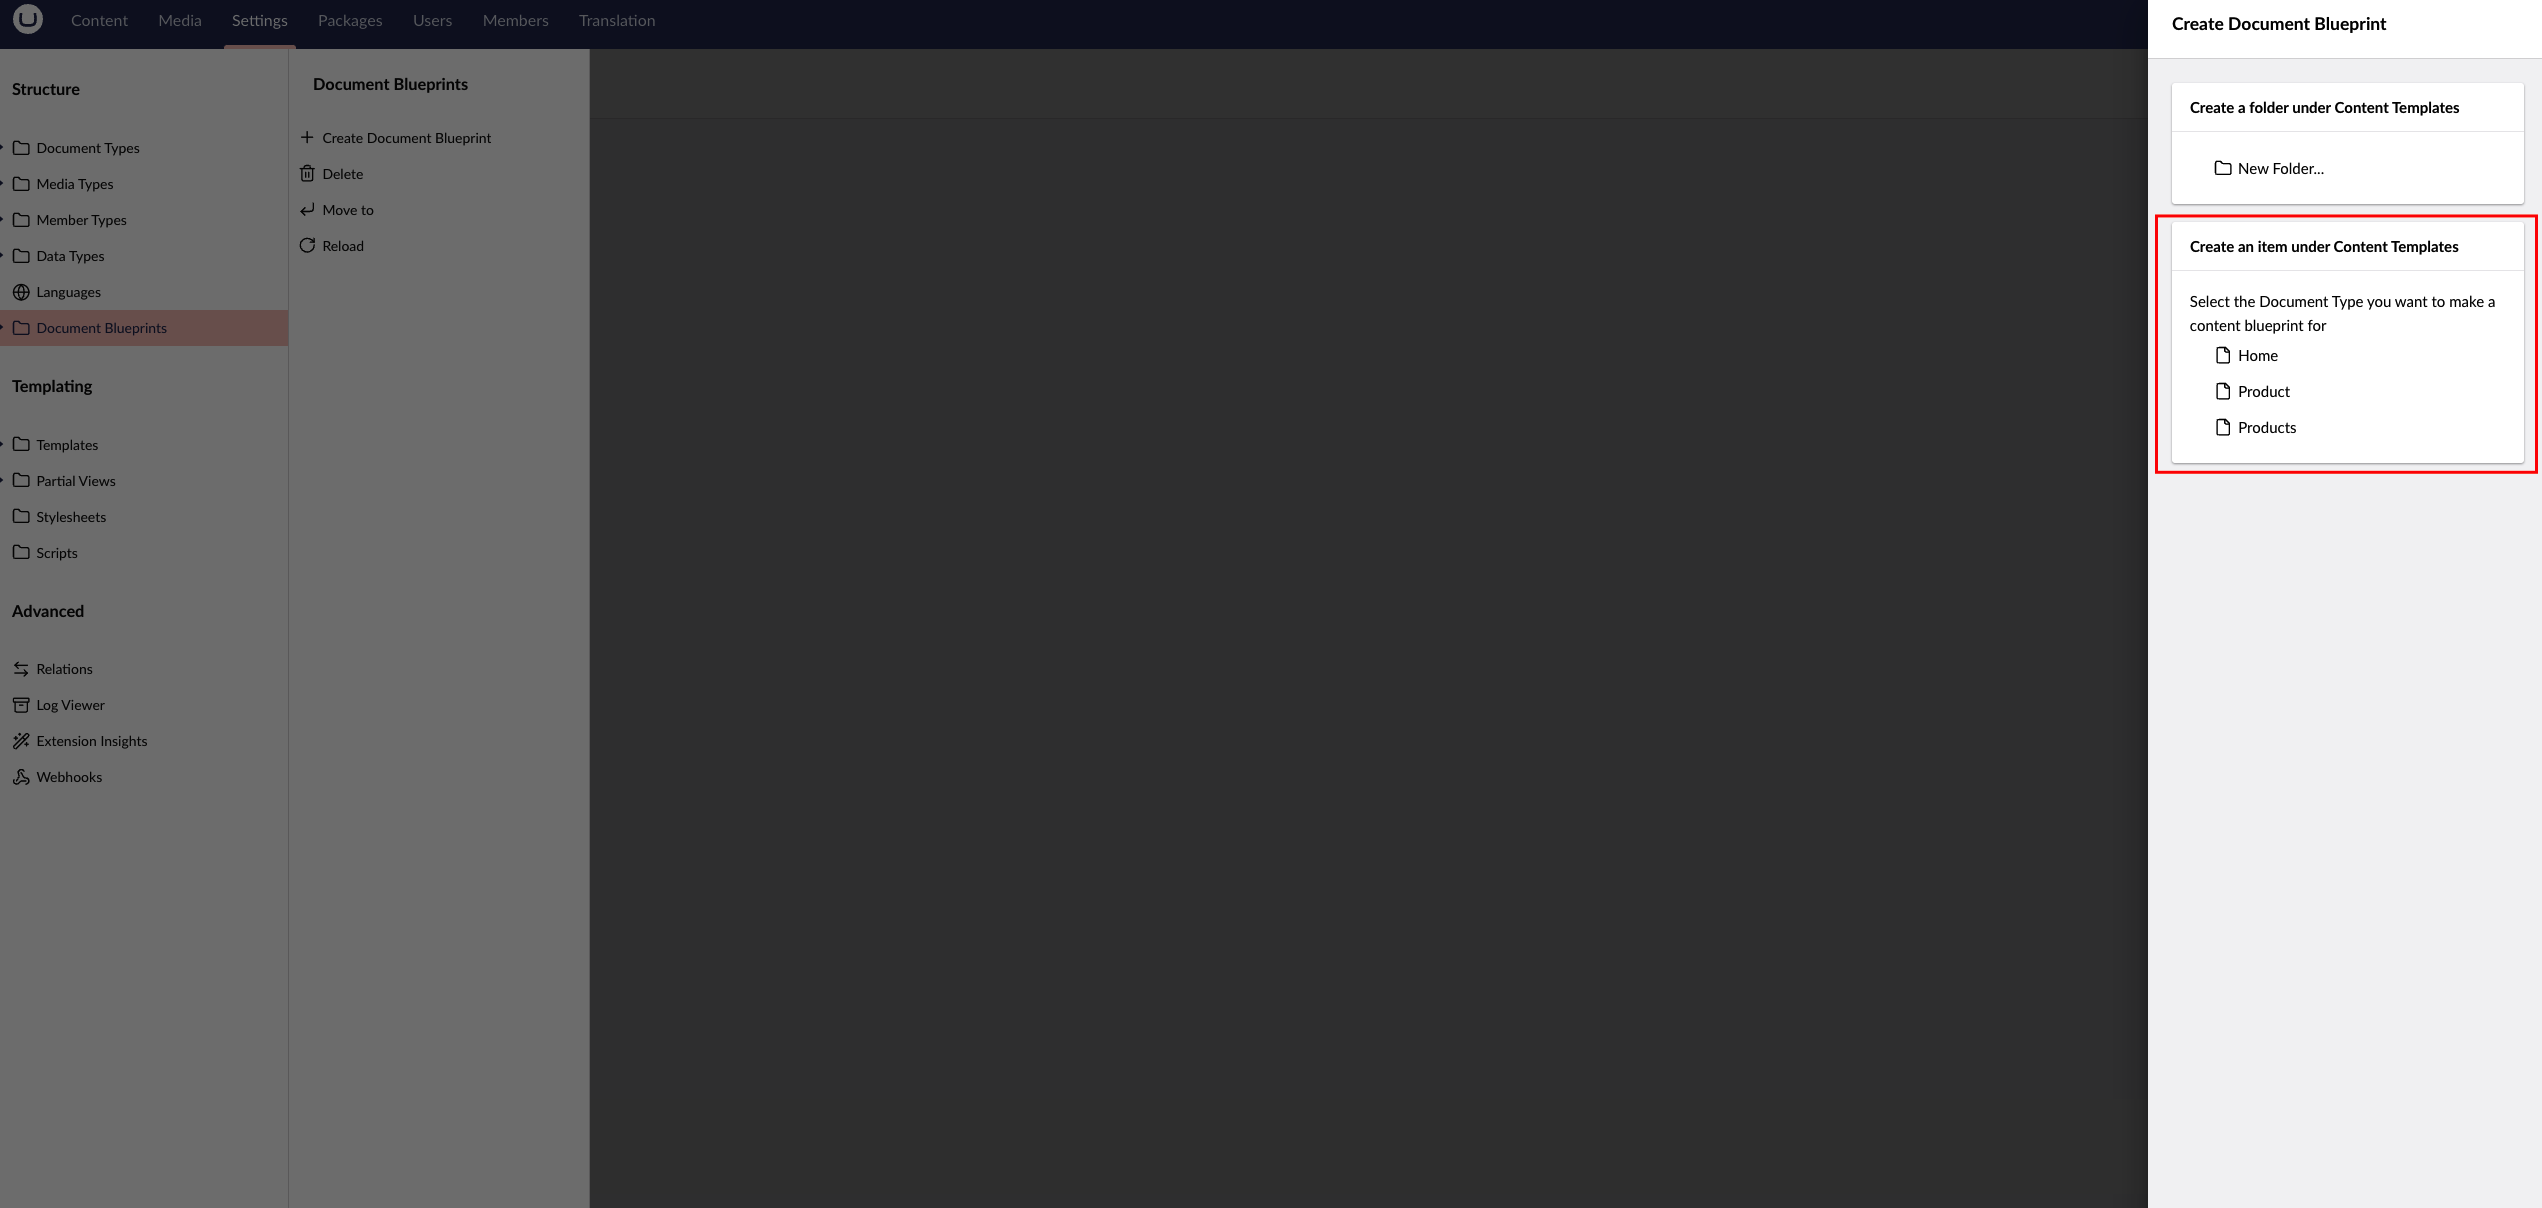 Content
Media
Settings
Packages
Users
Members
Translation
Structure
Document Types
Media Types
Member Types
Data Types
Languages
Document Blueprints
Templating
Templates
Partial Views
Stylesheets
Scripts
Advanced
Relations
Log Viewer
Extension Insights
Webhooks
Document Blueprints
Create Document Blueprint
Delete
Move to
Reload
Create Document Blueprint
Create a folder under Content Templates
New Folder...
Create an item under Content Templates
Select the Document Type you want to make a
content blueprint for
Home
Product
Products